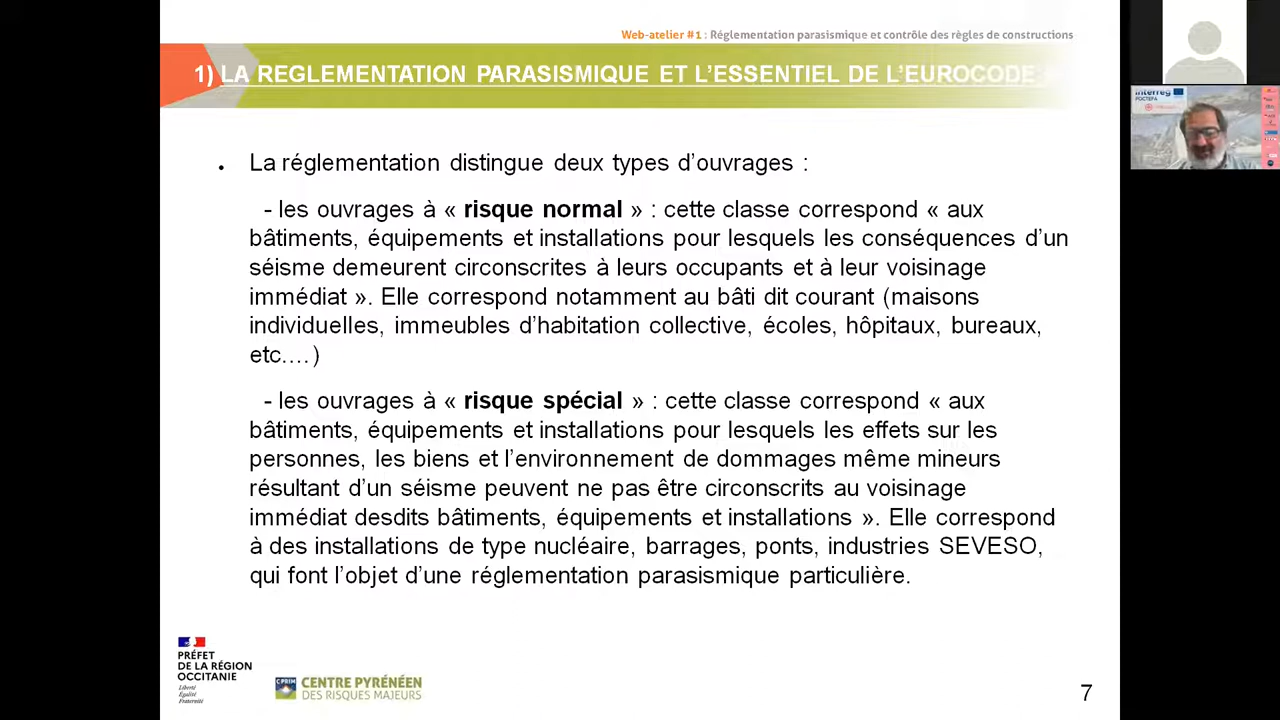 Web-atelier #1 : Réglementation parasismique et contrôle des règles de constructions
1) LA REGLEMENTATION PARASISMIQUE ET L’ESSENTIEL DE L’EUROCODE
• La réglementation distingue deux types d’ouvrages :
- les ouvrages à « risque normal » : cette classe correspond « aux
bâtiments, équipements et installations pour lesquels les conséquences d’un
séisme demeurent circonscrites à leurs occupants et à leur voisinage
immédiat ». Elle correspond notamment au bâti dit courant (maisons
individuelles, immeubles d’habitation collective, écoles, hôpitaux, bureaux,
etc.…)
- les ouvrages à « risque spécial » : cette classe correspond « aux
bâtiments, équipements et installations pour lesquels les effets sur les
personnes, les biens et l’environnement de dommages même mineurs
résultant d’un séisme peuvent ne pas être circonscrits au voisinage
immédiat desdits bâtiments, équipements et installations ». Elle correspond
à des installations de type nucléaire, barrages, ponts, industries SEVESO,
qui font l’objet d’une réglementation parasismique particulière.
PRÉFET
DE LA RÉGION
OCCITANIE
Liberté
Égalité
Fraternité
CPRIM
CENTRE PYRÉNÉEN
DES RISQUES MAJEURS
7
Interreg
POCTEFA